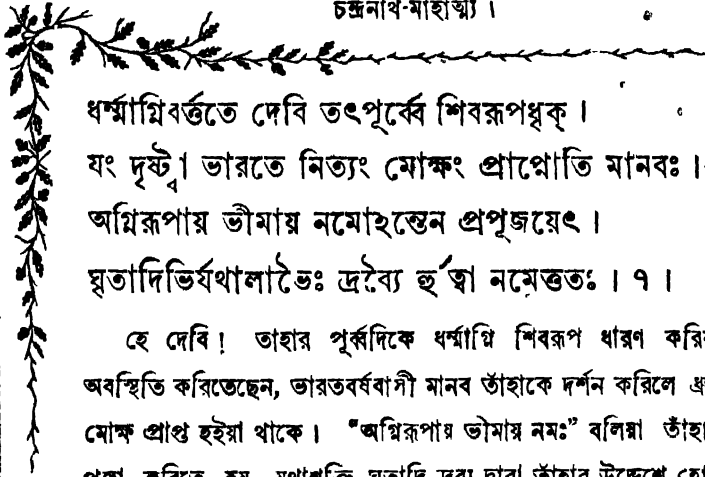 চন্দ্রনাথ-মাহাত্ম্য ।
ধর্ম্মাগ্নিবর্ত্ততে দেবি তৎপূর্ব্বে শিবরূপধৃক্ ।
যং দৃষ্ট্বা ভারতে নিত্যং মোক্ষং প্রাপ্নোতি মানবঃ ।
অগ্নিরূপায় ভীমায় নমোঽন্তেন প্রপূজয়েৎ ।
ঘৃতাদিভির্যথালাভৈঃ দ্রব্যৈ র্হুত্বা নমেত্ততঃ । ৭ ।
হে দেবি ! তাহার পূর্ব্বদিকে ধর্ম্মাগ্নি শিবরূপ ধারণ
অবস্থিতি করিতেছেন, ভারতবর্ষবাসী মানব তাঁহাকে দর্শন করিলে
মোক্ষ প্রাপ্ত হইয়া থাকে । “অগ্নিরূপায় ভীমায় নমঃ” বলিয়া